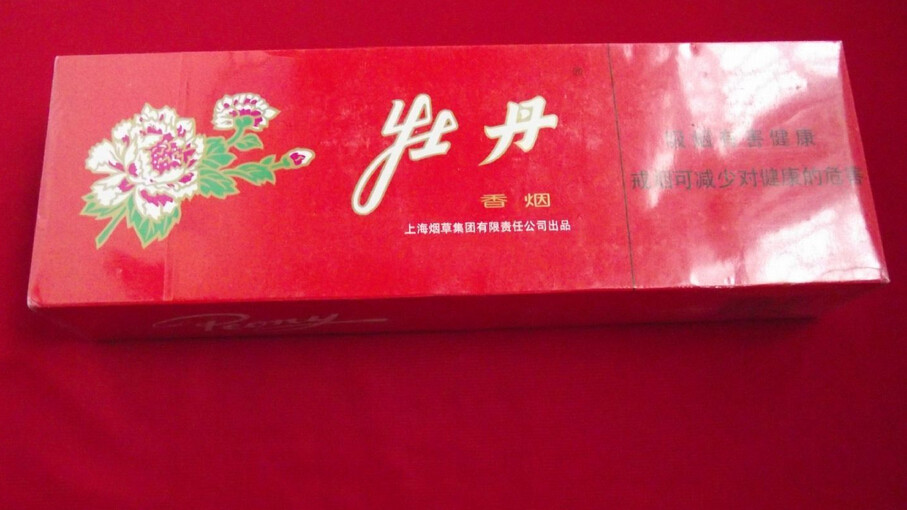 牡丹
香烟
上海烟草集团有限责任公司出品
吸烟有害健康
戒烟可减少对健康的危害
Peony